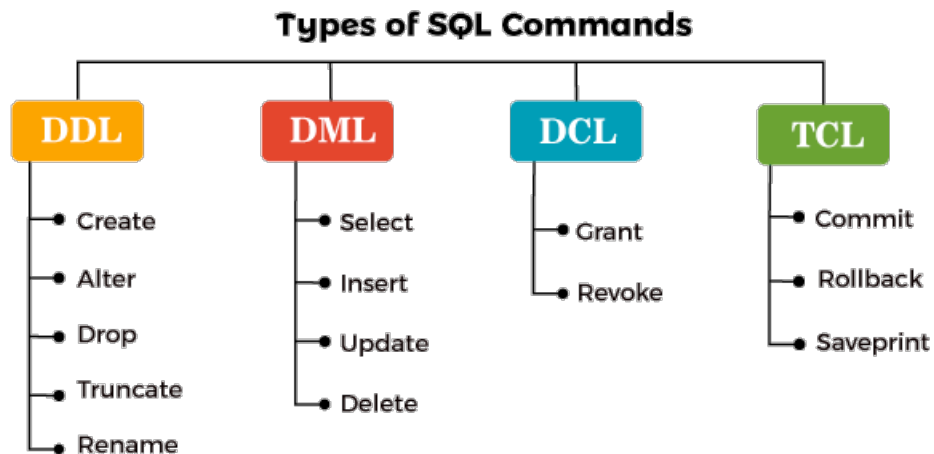 Types of SQL Commands
DDL
Create
Alter
Drop
Truncate
Rename
DML
Select
Insert
Update
Delete
DCL
Grant
Revoke
TCL
Commit
Rollback
Saveprint